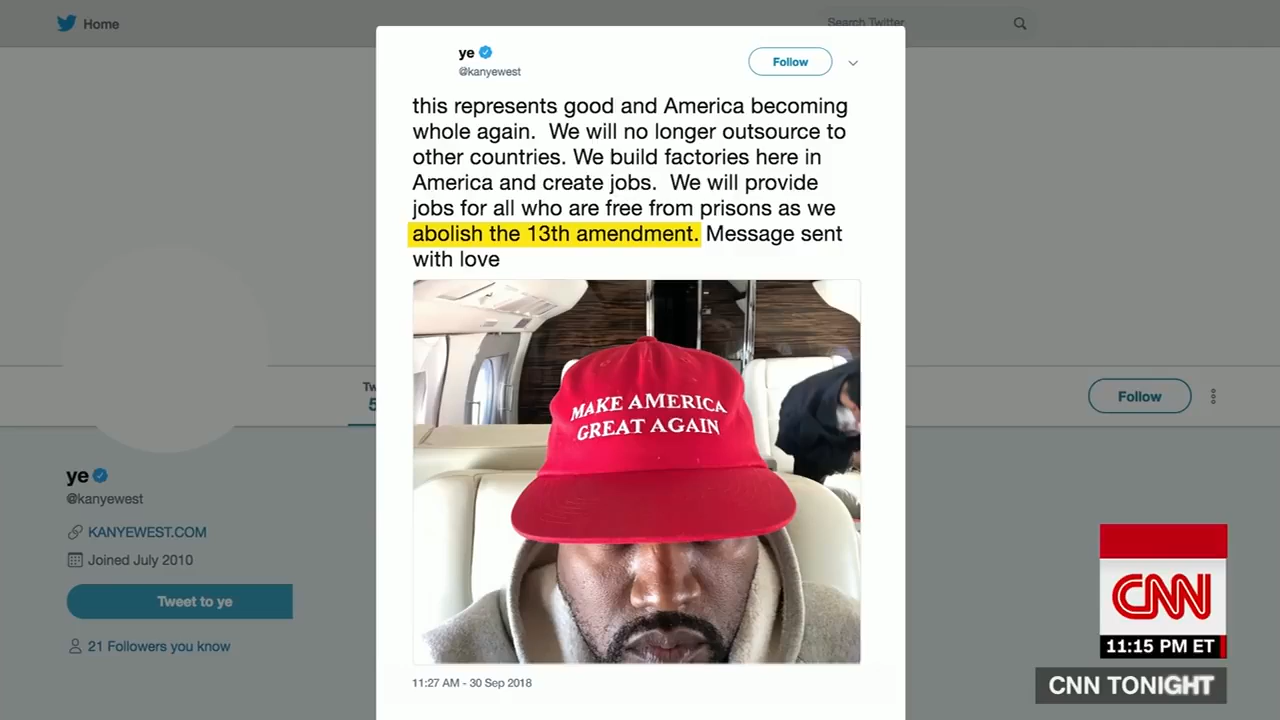 Home
Search Twitter
ye
@kanyewest
Follow
this represents good and America becoming
whole again.  We will no longer outsource to
other countries. We build factories here in
America and create jobs.  We will provide
jobs for all who are free from prisons as we
abolish the 13th amendment. Message sent
with love
MAKE AMERICA
GREAT AGAIN
11:27 AM - 30 Sep 2018
Tw
5
Follow
ye
@kanyewest
KANYEWEST.COM
Joined July 2010
Tweet to ye
21 Followers you know
CNN
11:15 PM ET
CNN TONIGHT